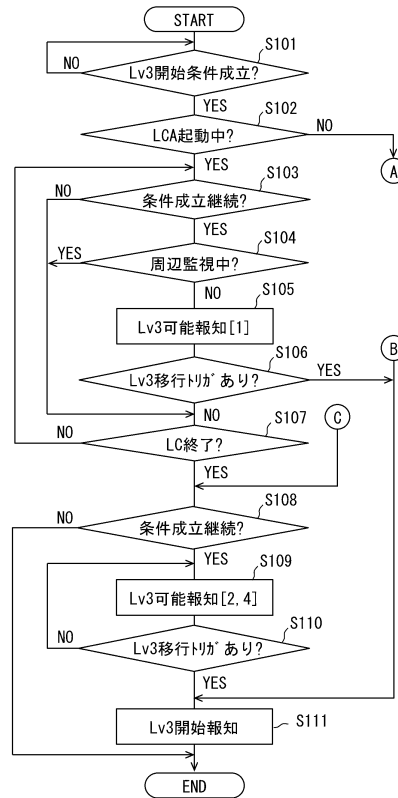 START
S101
Lv3開始条件成立?
NO
YES
S102
LCA起動中?
NO
YES
A
S103
NO
条件成立継続?
YES
S104
YES
周辺監視中?
NO
S105
Lv3可能報知[1]
S106
B
Lv3移行ﾄﾘｶﾞあり?
YES
NO
S107
C
NO
LC終了?
YES
S108
NO
条件成立継続?
YES
S109
Lv3可能報知[2,4]
S110
NO
Lv3移行ﾄﾘｶﾞあり?
YES
Lv3開始報知
S111
END